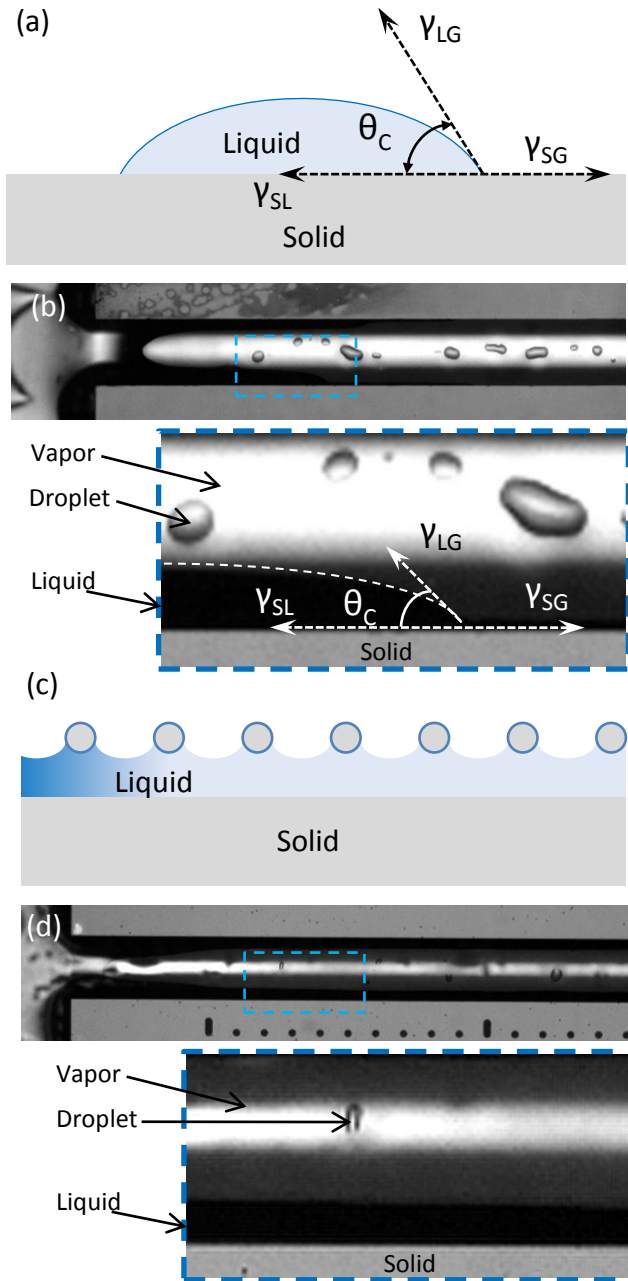 (a)
γLG
θC
Liquid
γSG
γSL
Solid
(b)
Vapor
Droplet
γLG
Liquid
γSL
θC
γSG
Solid
(c)
Liquid
Solid
(d)
Vapor
Droplet
Liquid
Solid